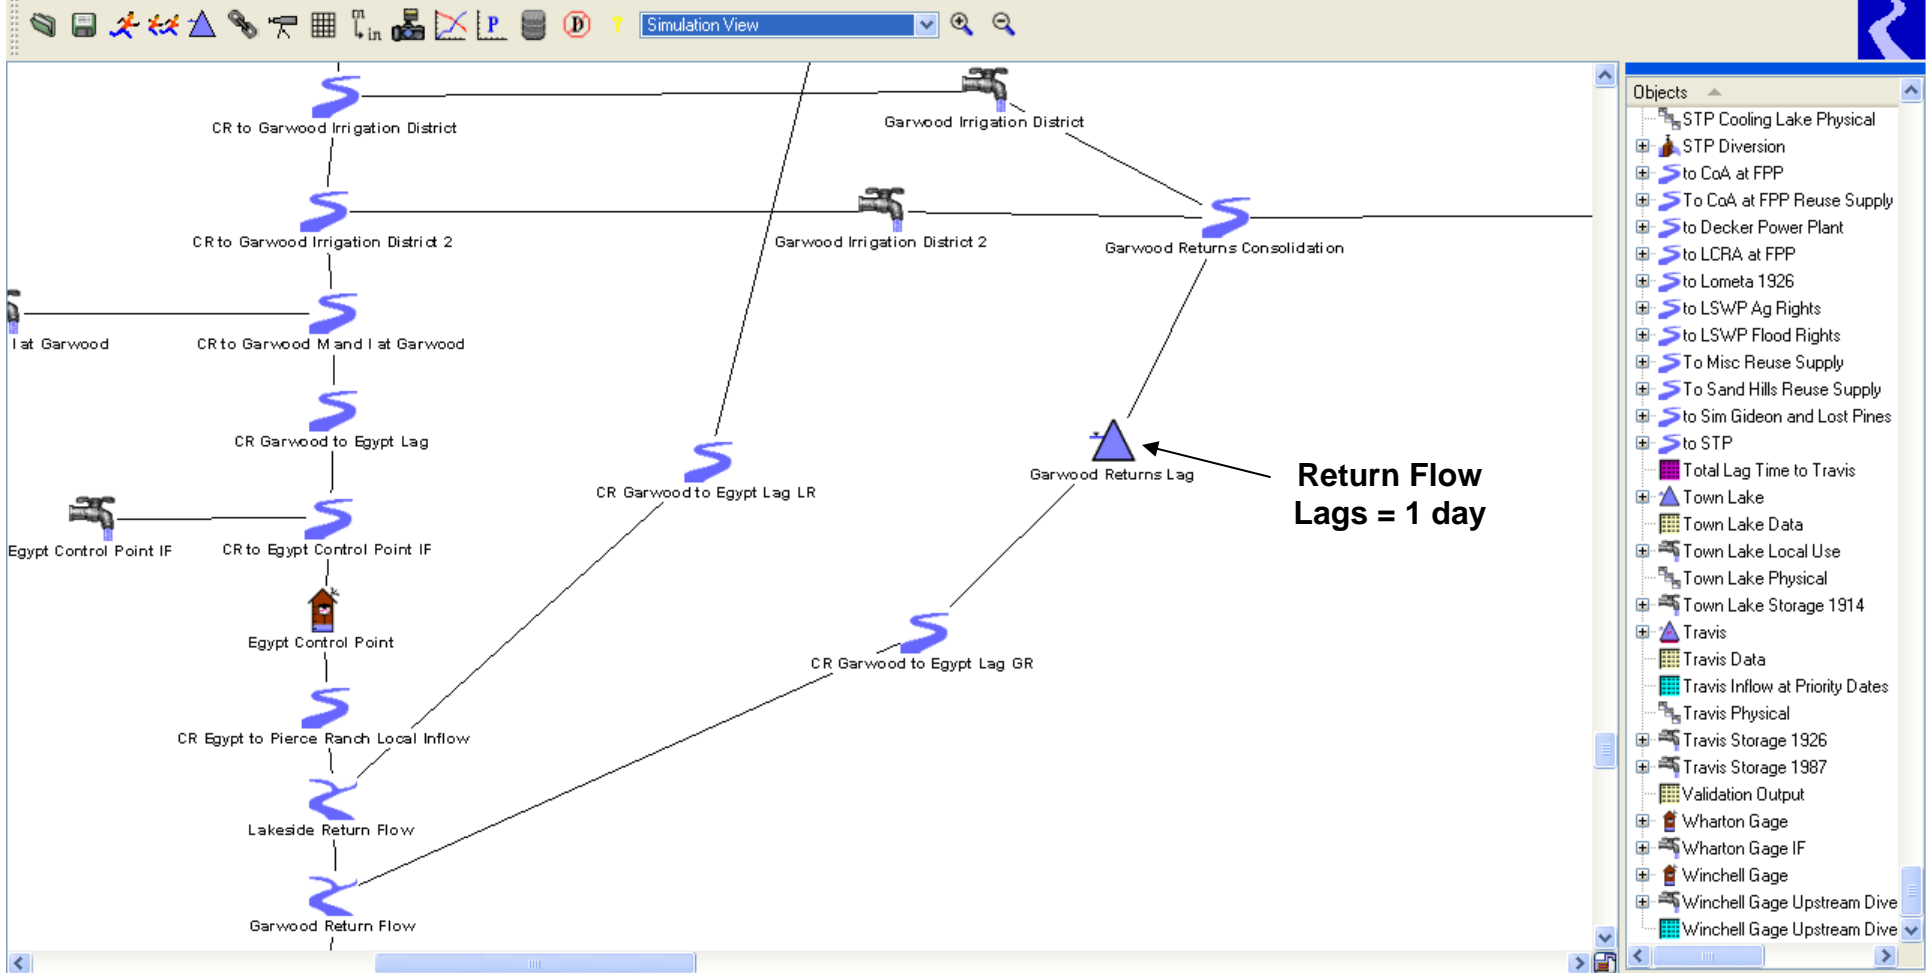 Simulation View
CR to Garwood Irrigation District
Garwood Irrigation District
CR to Garwood Irrigation District 2
Garwood Irrigation District 2
Garwood Returns Consolidation
I at Garwood
CR to Garwood M and I at Garwood
CR Garwood to Egypt Lag
CR Garwood to Egypt Lag LR
Garwood Returns Lag
Return Flow
Lags = 1 day
Egypt Control Point IF
CR to Egypt Control Point IF
Egypt Control Point
CR Garwood to Egypt Lag GR
CR Egypt to Pierce Ranch Local Inflow
Lakeside Return Flow
Garwood Return Flow
Objects
STP Cooling Lake Physical
STP Diversion
to CoA at FPP
To CoA at FPP Reuse Supply
to Decker Power Plant
to LCRA at FPP
to Lometa 1926
to LSWP Ag Rights
to LSWP Flood Rights
To Misc Reuse Supply
To Sand Hills Reuse Supply
to Sim Gideon and Lost Pines
to STP
Total Lag Time to Travis
Town Lake
Town Lake Data
Town Lake Local Use
Town Lake Physical
Town Lake Storage 1914
Travis
Travis Data
Travis Inflow at Priority Dates
Travis Physical
Travis Storage 1926
Travis Storage 1987
Validation Output
Wharton Gage
Wharton Gage IF
Winchell Gage
Winchell Gage Upstream Dive
Winchell Gage Upstream Dive